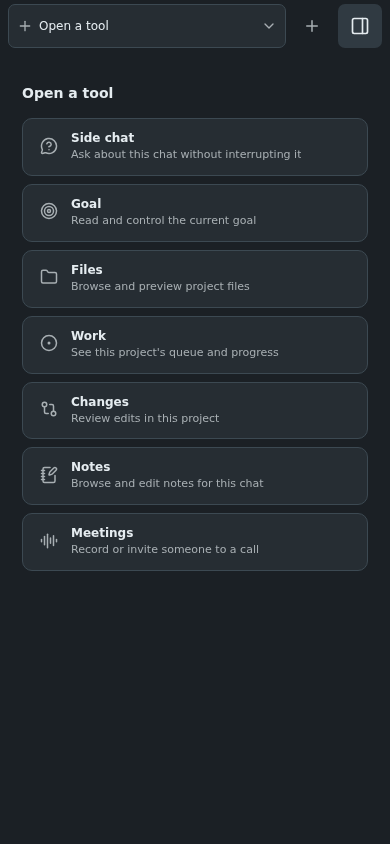 Open a tool
Open a tool
Side chat
Ask about this chat without interrupting it
Goal
Read and control the current goal
Files
Browse and preview project files
Work
See this project's queue and progress
Changes
Review edits in this project
Notes
Browse and edit notes for this chat
Meetings
Record or invite someone to a call